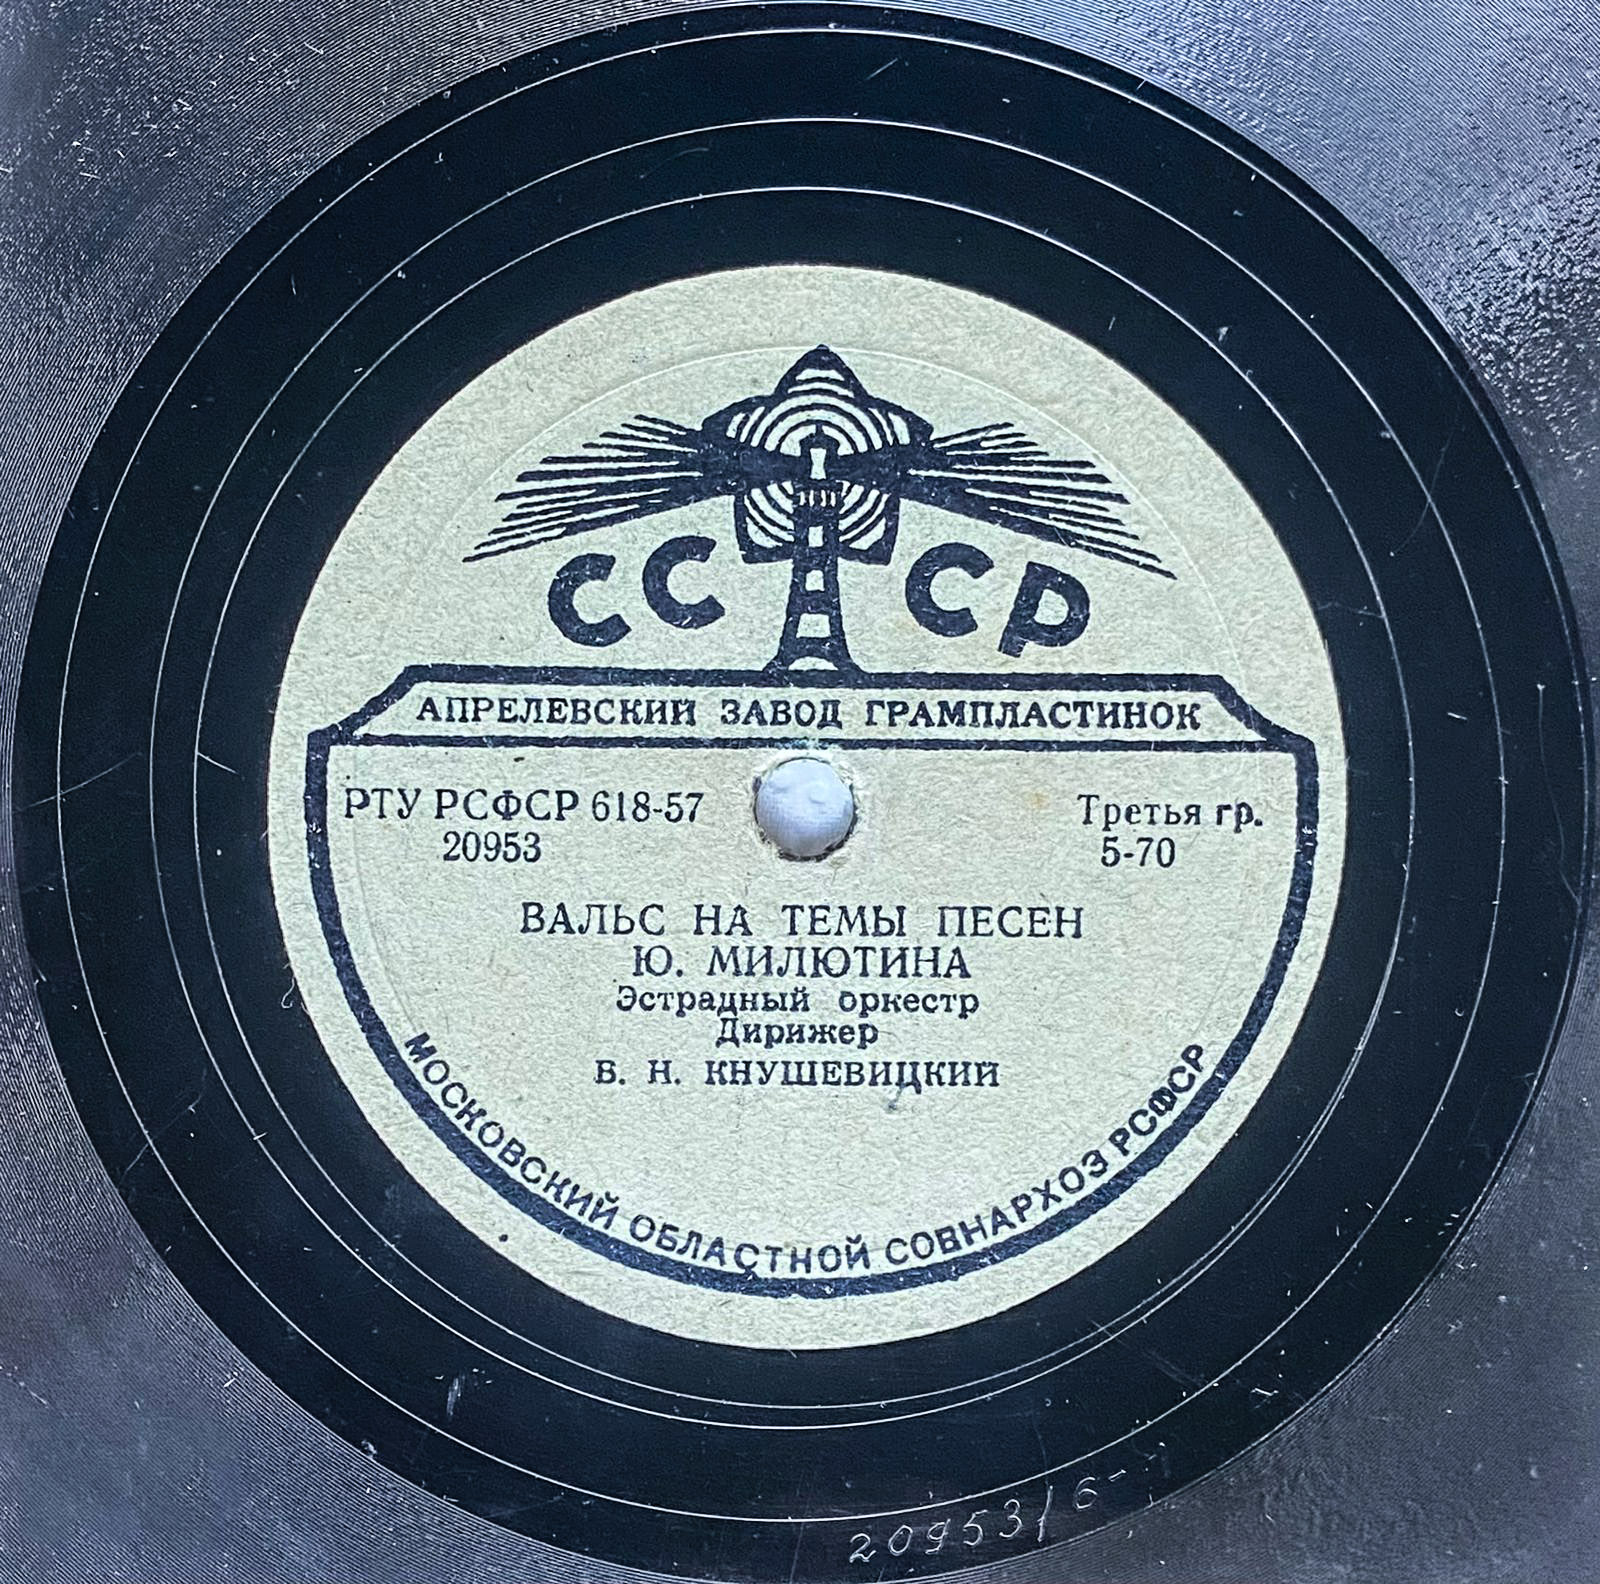 СССР
АПРЕЛЕВСКИЙ ЗАВОД ГРАМПЛАСТИНОК
РТУ РСФСР 618-57
20953
Третья гр.
5-70
ВАЛЬС НА ТЕМЫ ПЕСЕН
Ю. МИЛЮТИНА
Эстрадный оркестр
Дирижер
В. Н. КНУШЕВИЦКИЙ
МОСКОВСКИЙ ОБЛАСТНОЙ СОВНАРХОЗ РСФСР
20953/6-